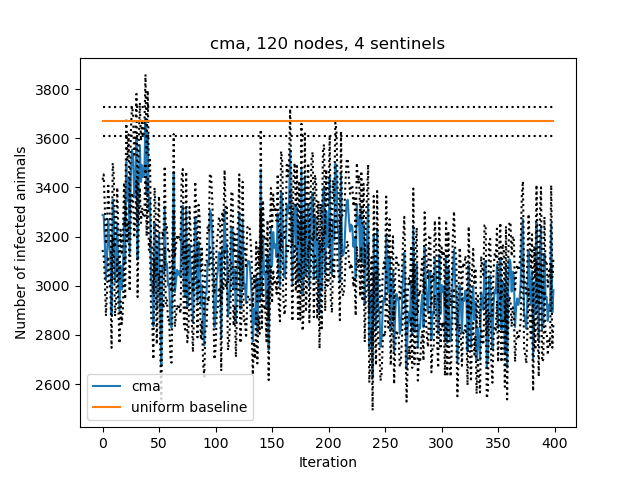 cma, 120 nodes, 4 sentinels
Number of infected animals
3800
3600
3400
3200
3000
2800
2600
cma
uniform baseline
0 50 100 150 200 250 300 350 400
Iteration